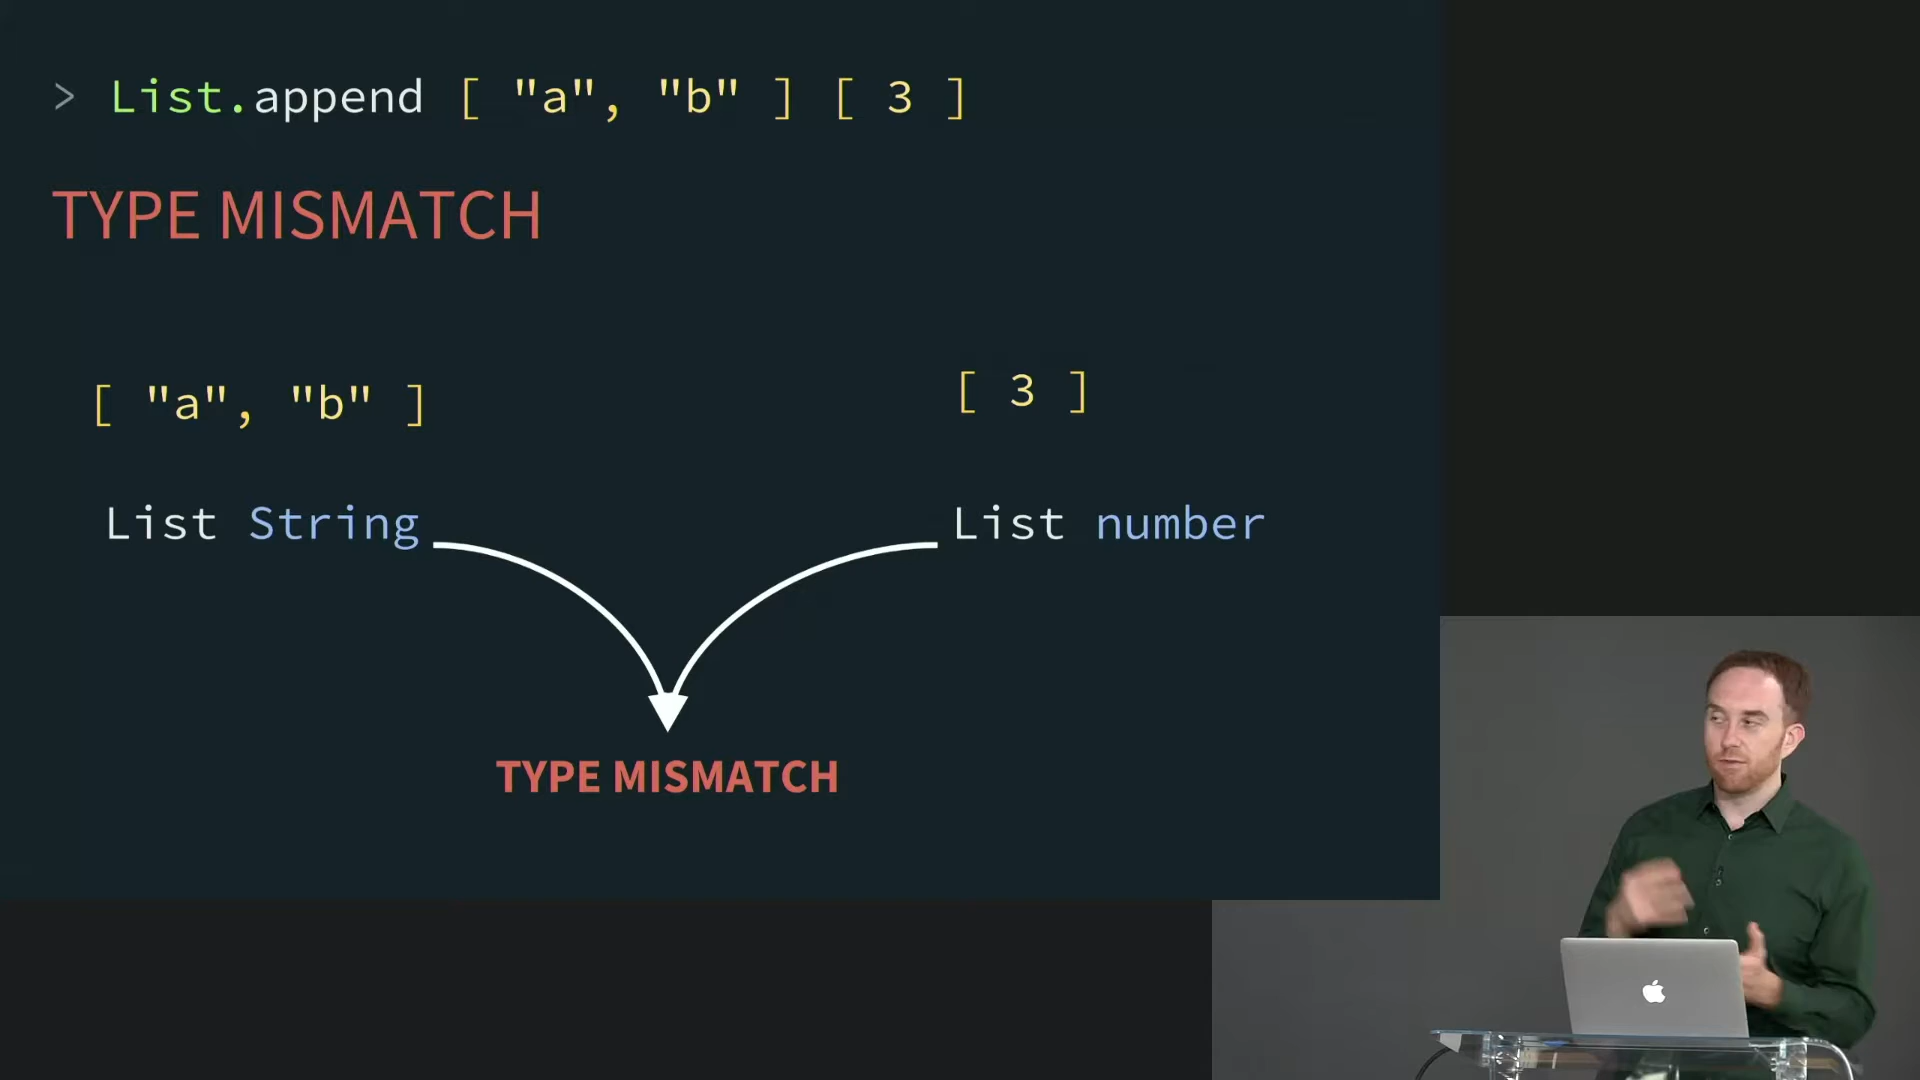 > List.append [ "a", "b" ] [ 3 ]
TYPE MISMATCH
[ "a", "b" ] [ 3 ]
List String List number
TYPE MISMATCH